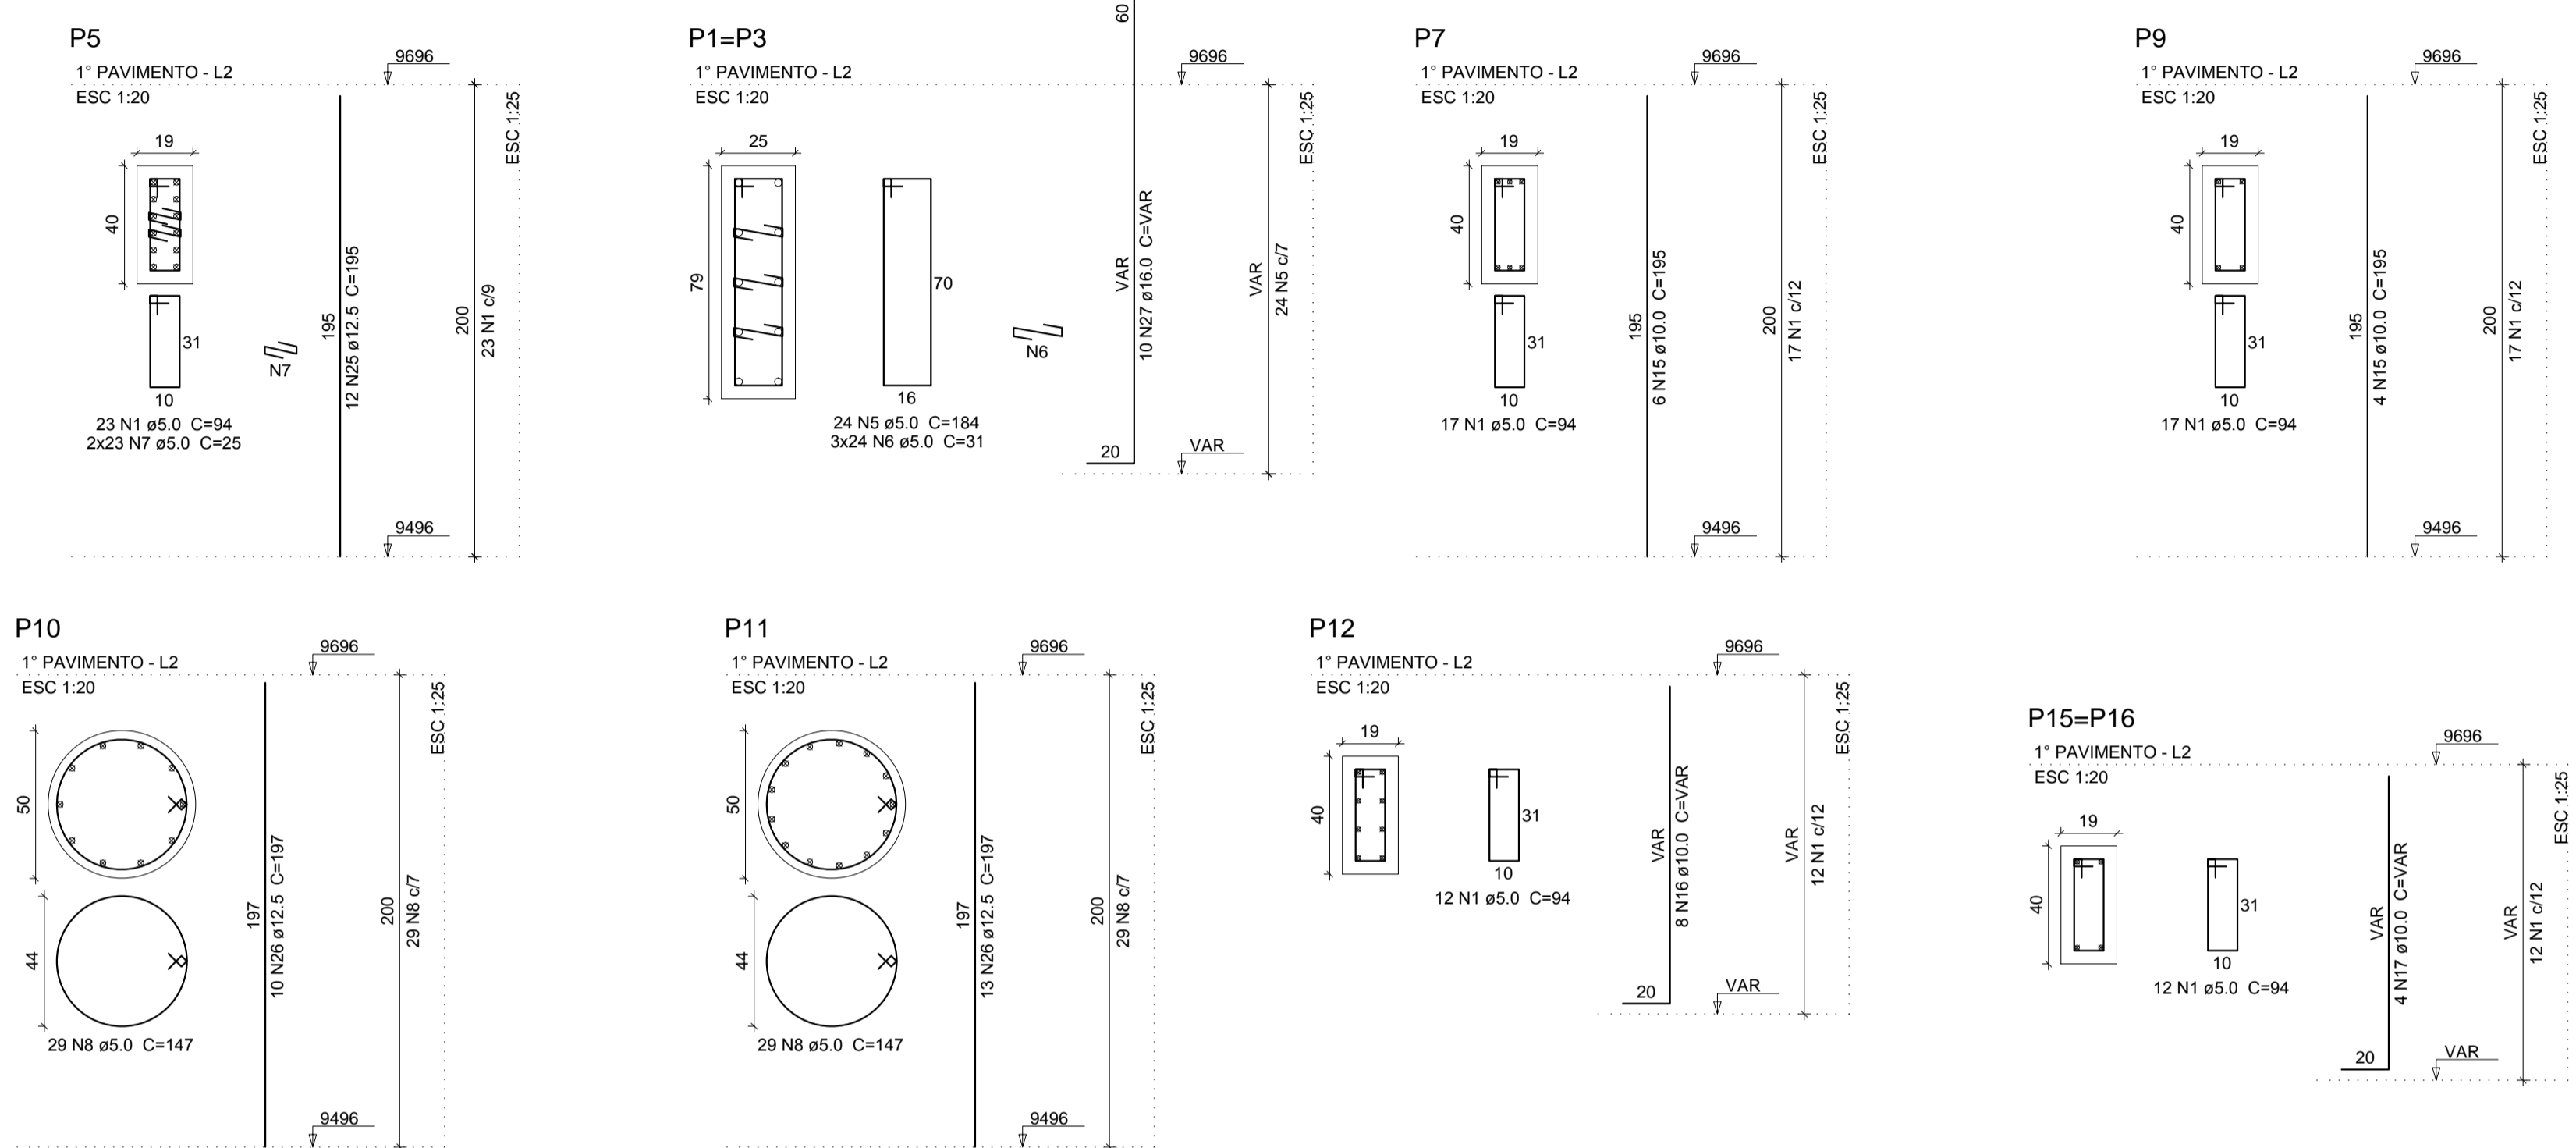 P5
1° PAVIMENTO - L2
ESC 1:20
9696
ESC 1:25
19
40
31
10
N7
23 N1 ø5.0 C=94
2x23 N7 ø5.0 C=25
195
12 N25 ø12.5 C=195
200
23 N1 c/9
9496
P1=P3
1° PAVIMENTO - L2
ESC 1:20
60
9696
ESC 1:25
25
79
70
16
N6
24 N5 ø5.0 C=184
3x24 N6 ø5.0 C=31
VAR
10 N27 ø16.0 C=VAR
20
VAR
VAR
24 N5 c/7
P7
1° PAVIMENTO - L2
ESC 1:20
9696
ESC 1:25
19
40
31
10
17 N1 ø5.0 C=94
195
6 N15 ø10.0 C=195
200
17 N1 c/12
9496
P9
1° PAVIMENTO - L2
ESC 1:20
9696
ESC 1:25
19
40
31
10
17 N1 ø5.0 C=94
195
4 N15 ø10.0 C=195
200
17 N1 c/12
9496
P10
1° PAVIMENTO - L2
ESC 1:20
9696
ESC 1:25
50
44
29 N8 ø5.0 C=147
197
10 N26 ø12.5 C=197
200
29 N8 c/7
9496
P11
1° PAVIMENTO - L2
ESC 1:20
9696
ESC 1:25
50
44
29 N8 ø5.0 C=147
197
13 N26 ø12.5 C=197
200
29 N8 c/7
9496
P12
1° PAVIMENTO - L2
ESC 1:20
9696
ESC 1:25
19
40
31
10
12 N1 ø5.0 C=94
VAR
8 N16 ø10.0 C=VAR
20
VAR
VAR
12 N1 c/12
P15=P16
1° PAVIMENTO - L2
ESC 1:20
9696
ESC 1:25
19
40
31
10
12 N1 ø5.0 C=94
VAR
4 N17 ø10.0 C=VAR
20
VAR
VAR
12 N1 c/12